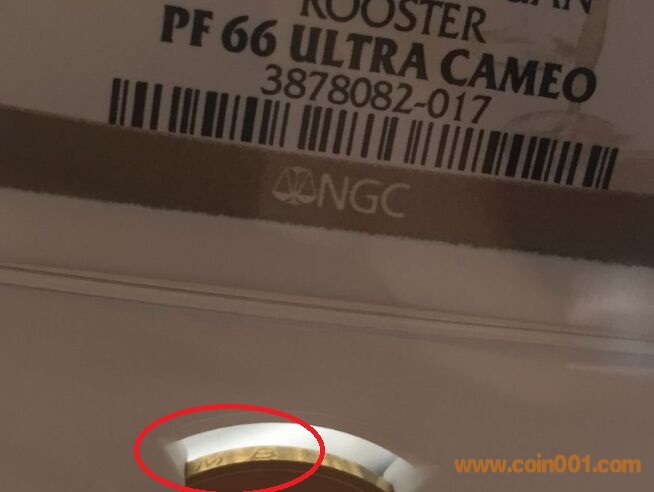 ROOSTER
PF 66 ULTRA CAMEO
3878082-017
NGC
www.coin001.com